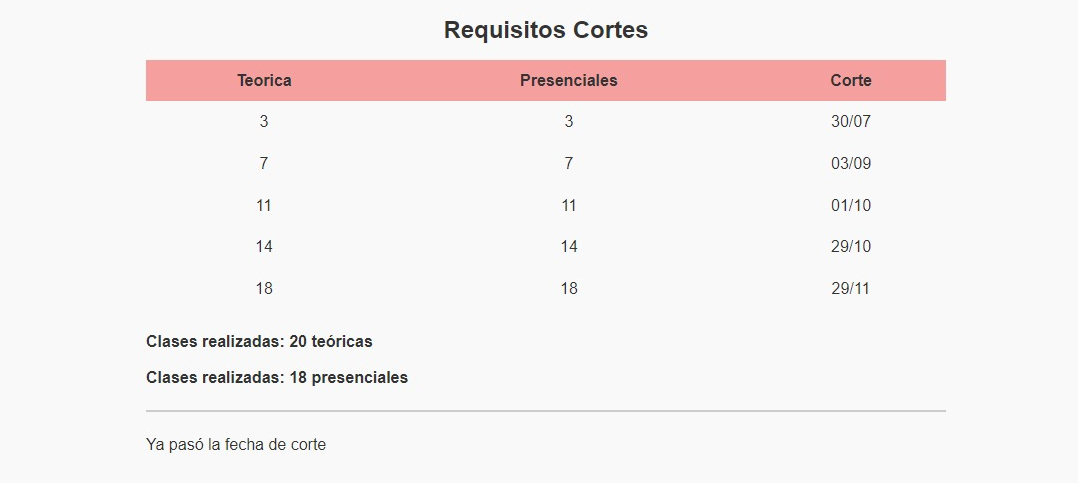 Requisitos Cortes
Teorica Presenciales Corte
3 3 30/07
7 7 03/09
11 11 01/10
14 14 29/10
18 18 29/11
Clases realizadas: 20 teóricas
Clases realizadas: 18 presenciales
Ya pasó la fecha de corte